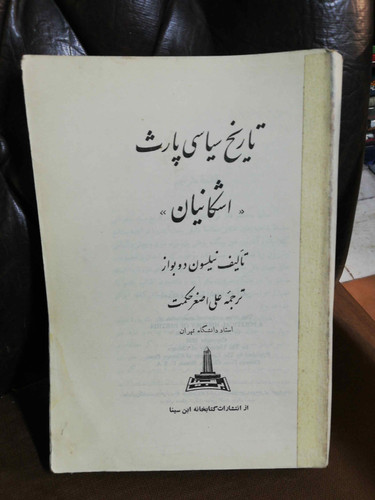 تاریخ سیاسی پارت
« اشکانیان »
تألیف نیلسون دوبواز
ترجمهٔ علی اصغر حکمت
استاد دانشگاه تهران
از انتشارات کتابخانه ابن سینا